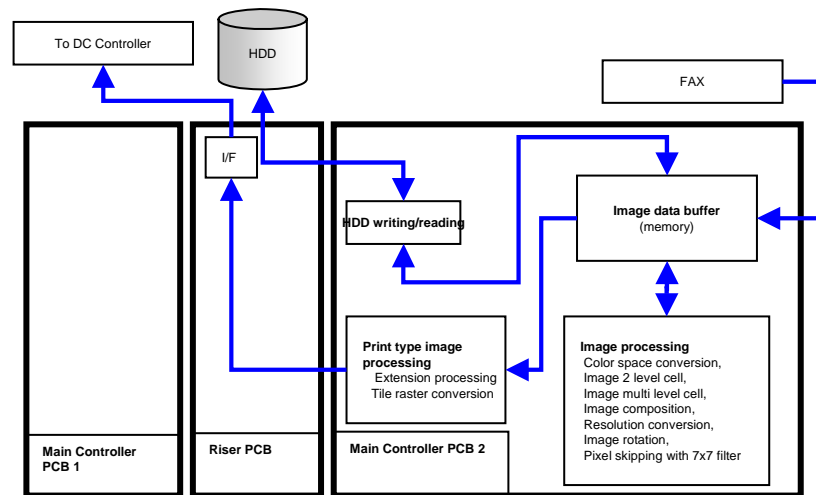 To DC Controller
HDD
FAX
I/F
HDD writing/reading
Image data buffer
(memory)
Print type image
processing
Extension processing
Tile raster conversion
Image processing
Color space conversion,
Image 2 level cell,
Image multi level cell,
Image composition,
Resolution conversion,
Image rotation,
Pixel skipping with 7x7 filter
Main Controller
PCB 1
Riser PCB
Main Controller PCB 2